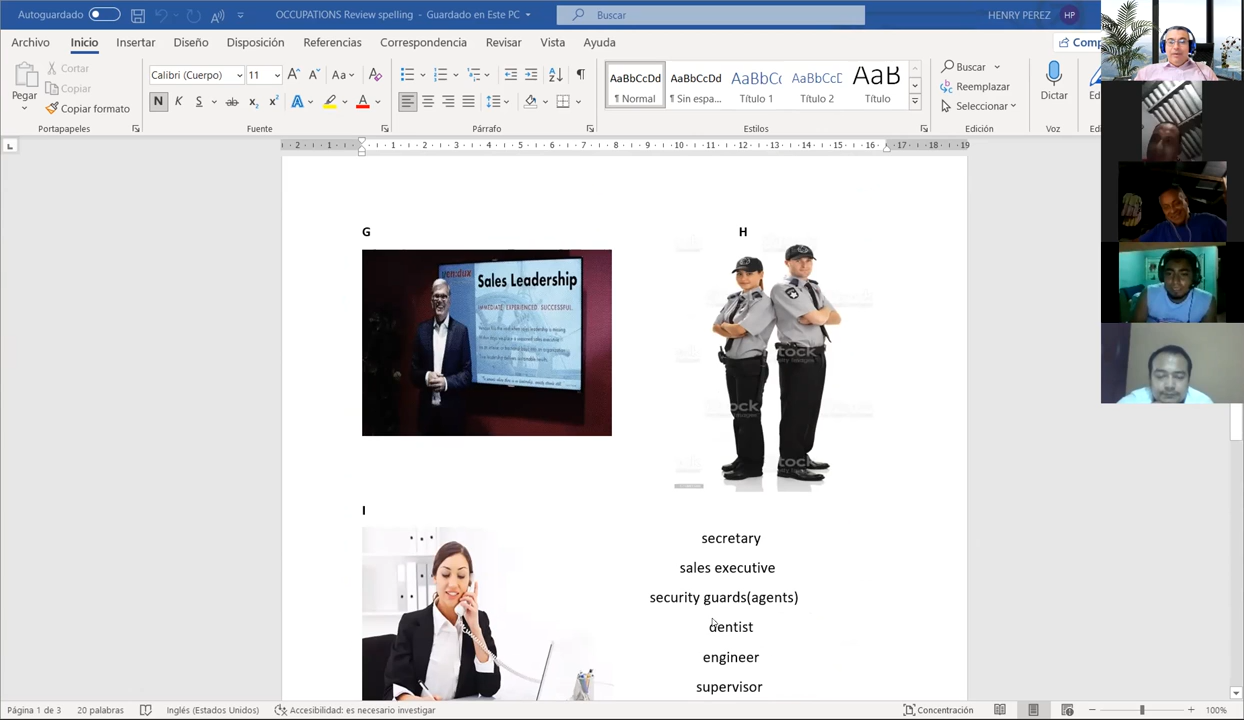 Autoguardado
OCCUPATIONS Review spelling - Guardado en Este PC
Buscar
HENRY PEREZ HP
Archivo Inicio Insertar Diseño Disposición Referencias Correspondencia Revisar Vista Ayuda
Pegar
Cortar
Copiar
Copiar formato
Portapapeles
Calibri (Cuerpo) 11
Fuente
Párrafo
AaBbCcDd AaBbCcDd AaBbCc AaBbCcE AaB
¶ Normal ¶ Sin espa... Título 1 Título 2 Título
Estilos
Buscar
Reemplazar
Seleccionar
Edición
Dictar
Voz
G
H
Sales Leadership
IMMEDIATE. EXPERIENCED. SUCCESSFUL.
I
secretary
sales executive
security guards(agents)
dentist
engineer
supervisor
Página 1 de 3 20 palabras Inglés (Estados Unidos) Accesibilidad: es necesario investigar Concentración 100%